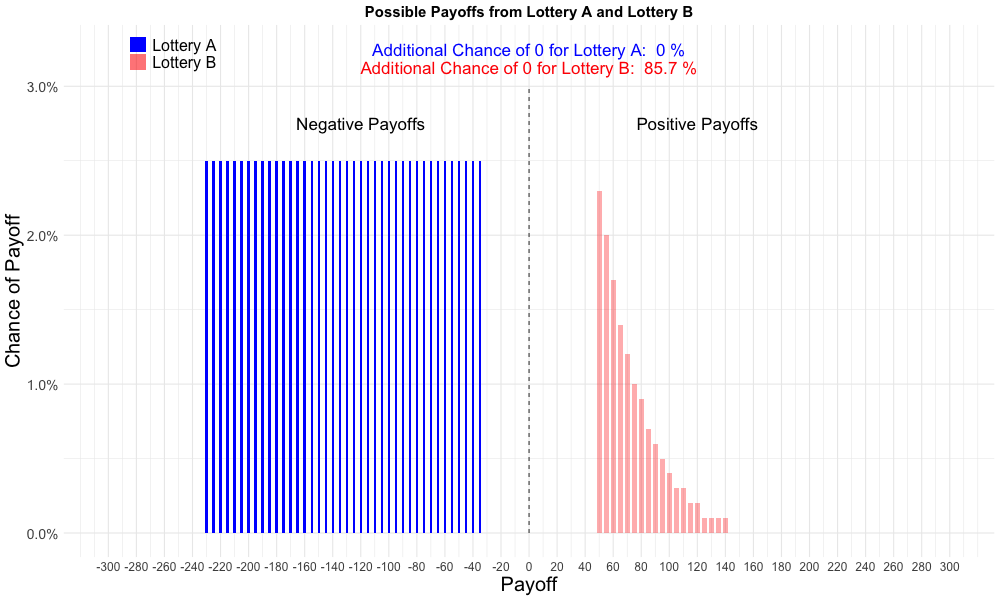 Possible Payoffs from Lottery A and Lottery B
Lottery A
Lottery B
Additional Chance of 0 for Lottery A:  0 %
Additional Chance of 0 for Lottery B:  85.7 %
Negative Payoffs
Positive Payoffs
Chance of Payoff
3.0%
2.0%
1.0%
0.0%
-300 -280 -260 -240 -220 -200 -180 -160 -140 -120 -100 -80 -60 -40 -20 0 20 40 60 80 100 120 140 160 180 200 220 240 260 280 300
Payoff